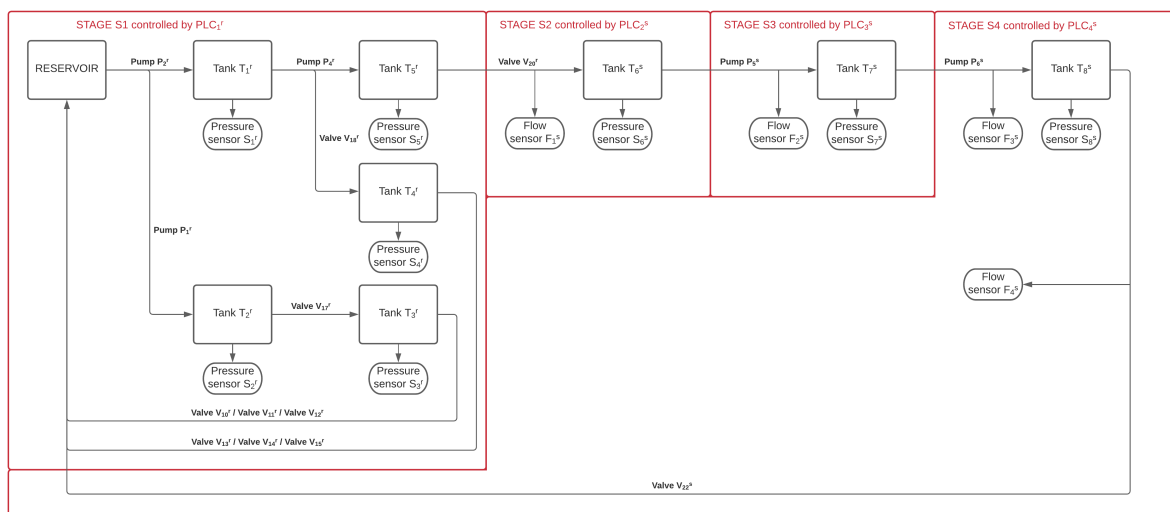 STAGE S1 controlled by PLC₁ʳ
STAGE S2 controlled by PLC₂ˢ
STAGE S3 controlled by PLC₃ˢ
STAGE S4 controlled by PLC₄ˢ
RESERVOIR
Pump P₂ʳ
Tank T₁ʳ
Pump P₄ʳ
Tank T₅ʳ
Valve V₂₀ʳ
Tank T₆ˢ
Pump P₅ˢ
Tank T₇ˢ
Pump P₆ˢ
Tank T₈ˢ
Pressure
sensor S₁ʳ
Valve V₁₈ʳ
Pressure
sensor S₅ʳ
Flow
sensor F₁ˢ
Pressure
sensor S₆ˢ
Flow
sensor F₂ˢ
Pressure
sensor S₇ˢ
Flow
sensor F₃ˢ
Pressure
sensor S₈ˢ
Tank T₄ʳ
Pump P₁ʳ
Pressure
sensor S₄ʳ
Flow
sensor F₄ˢ
Tank T₂ʳ
Valve V₁₇ʳ
Tank T₃ʳ
Pressure
sensor S₂ʳ
Pressure
sensor S₃ʳ
Valve V₁₀ʳ / Valve V₁₁ʳ / Valve V₁₂ʳ
Valve V₁₃ʳ / Valve V₁₄ʳ / Valve V₁₅ʳ
Valve V₂₂ˢ